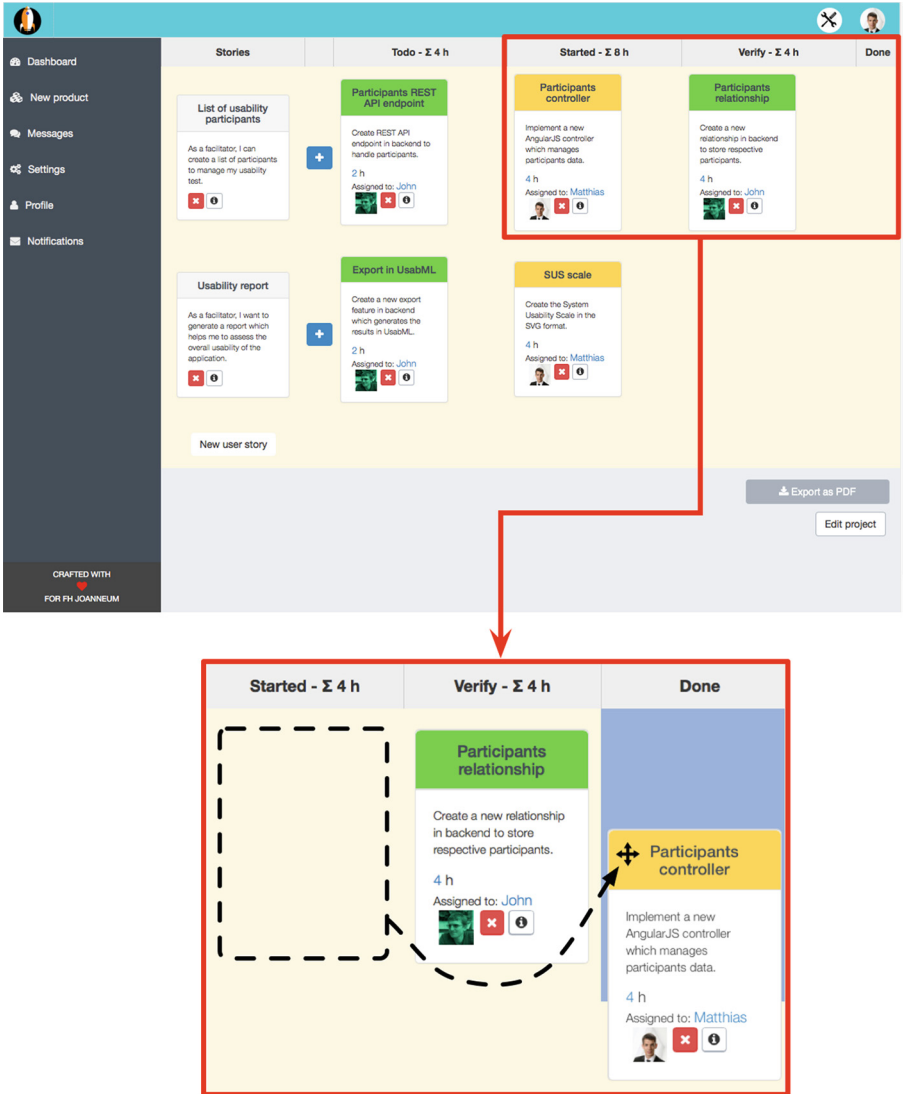 Dashboard
New product
Messages
Settings
Profile
Notifications
CRAFTED WITH
FOR FH JOANNEUM
Stories
Todo - Σ 4 h
Started - Σ 8 h
Verify - Σ 4 h
Done
List of usability
participants
As a facilitator, I can
create a list of participants
to manage my usability
test.
Participants REST
API endpoint
Create REST API
endpoint in backend to
handle participants.
2 h
Assigned to: John
Participants
controller
Implement a new
AngularJS controller
which manages
participants data.
4 h
Assigned to: Matthias
Participants
relationship
Create a new
relationship in backend
to store respective
participants.
4 h
Assigned to: John
Usability report
As a facilitator, I want to
generate a report which
helps me to assess the
overall usability of the
application.
Export in UsabML
Create a new export
feature in backend
which generates the
results in UsabML.
2 h
Assigned to: John
SUS scale
Create the System
Usability Scale in the
SVG format.
4 h
Assigned to: Matthias
New user story
Export as PDF
Edit project
Started - Σ 4 h
Verify - Σ 4 h
Done
Participants
relationship
Create a new relationship
in backend to store
respective participants.
4 h
Assigned to: John
Participants
controller
Implement a new
AngularJS controller
which manages
participants data.
4 h
Assigned to: Matthias